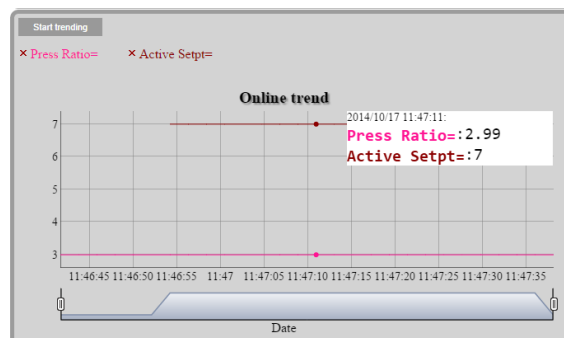 Start trending
× Press Ratio= × Active Setpt=
Online trend
2014/10/17 11:47:11:
Press Ratio=:2.99
Active Setpt=:7
7
6
5
4
3
11:46:45 11:46:50 11:46:55 11:47 11:47:05 11:47:10 11:47:15 11:47:20 11:47:25 11:47:30 11:47:35
Date